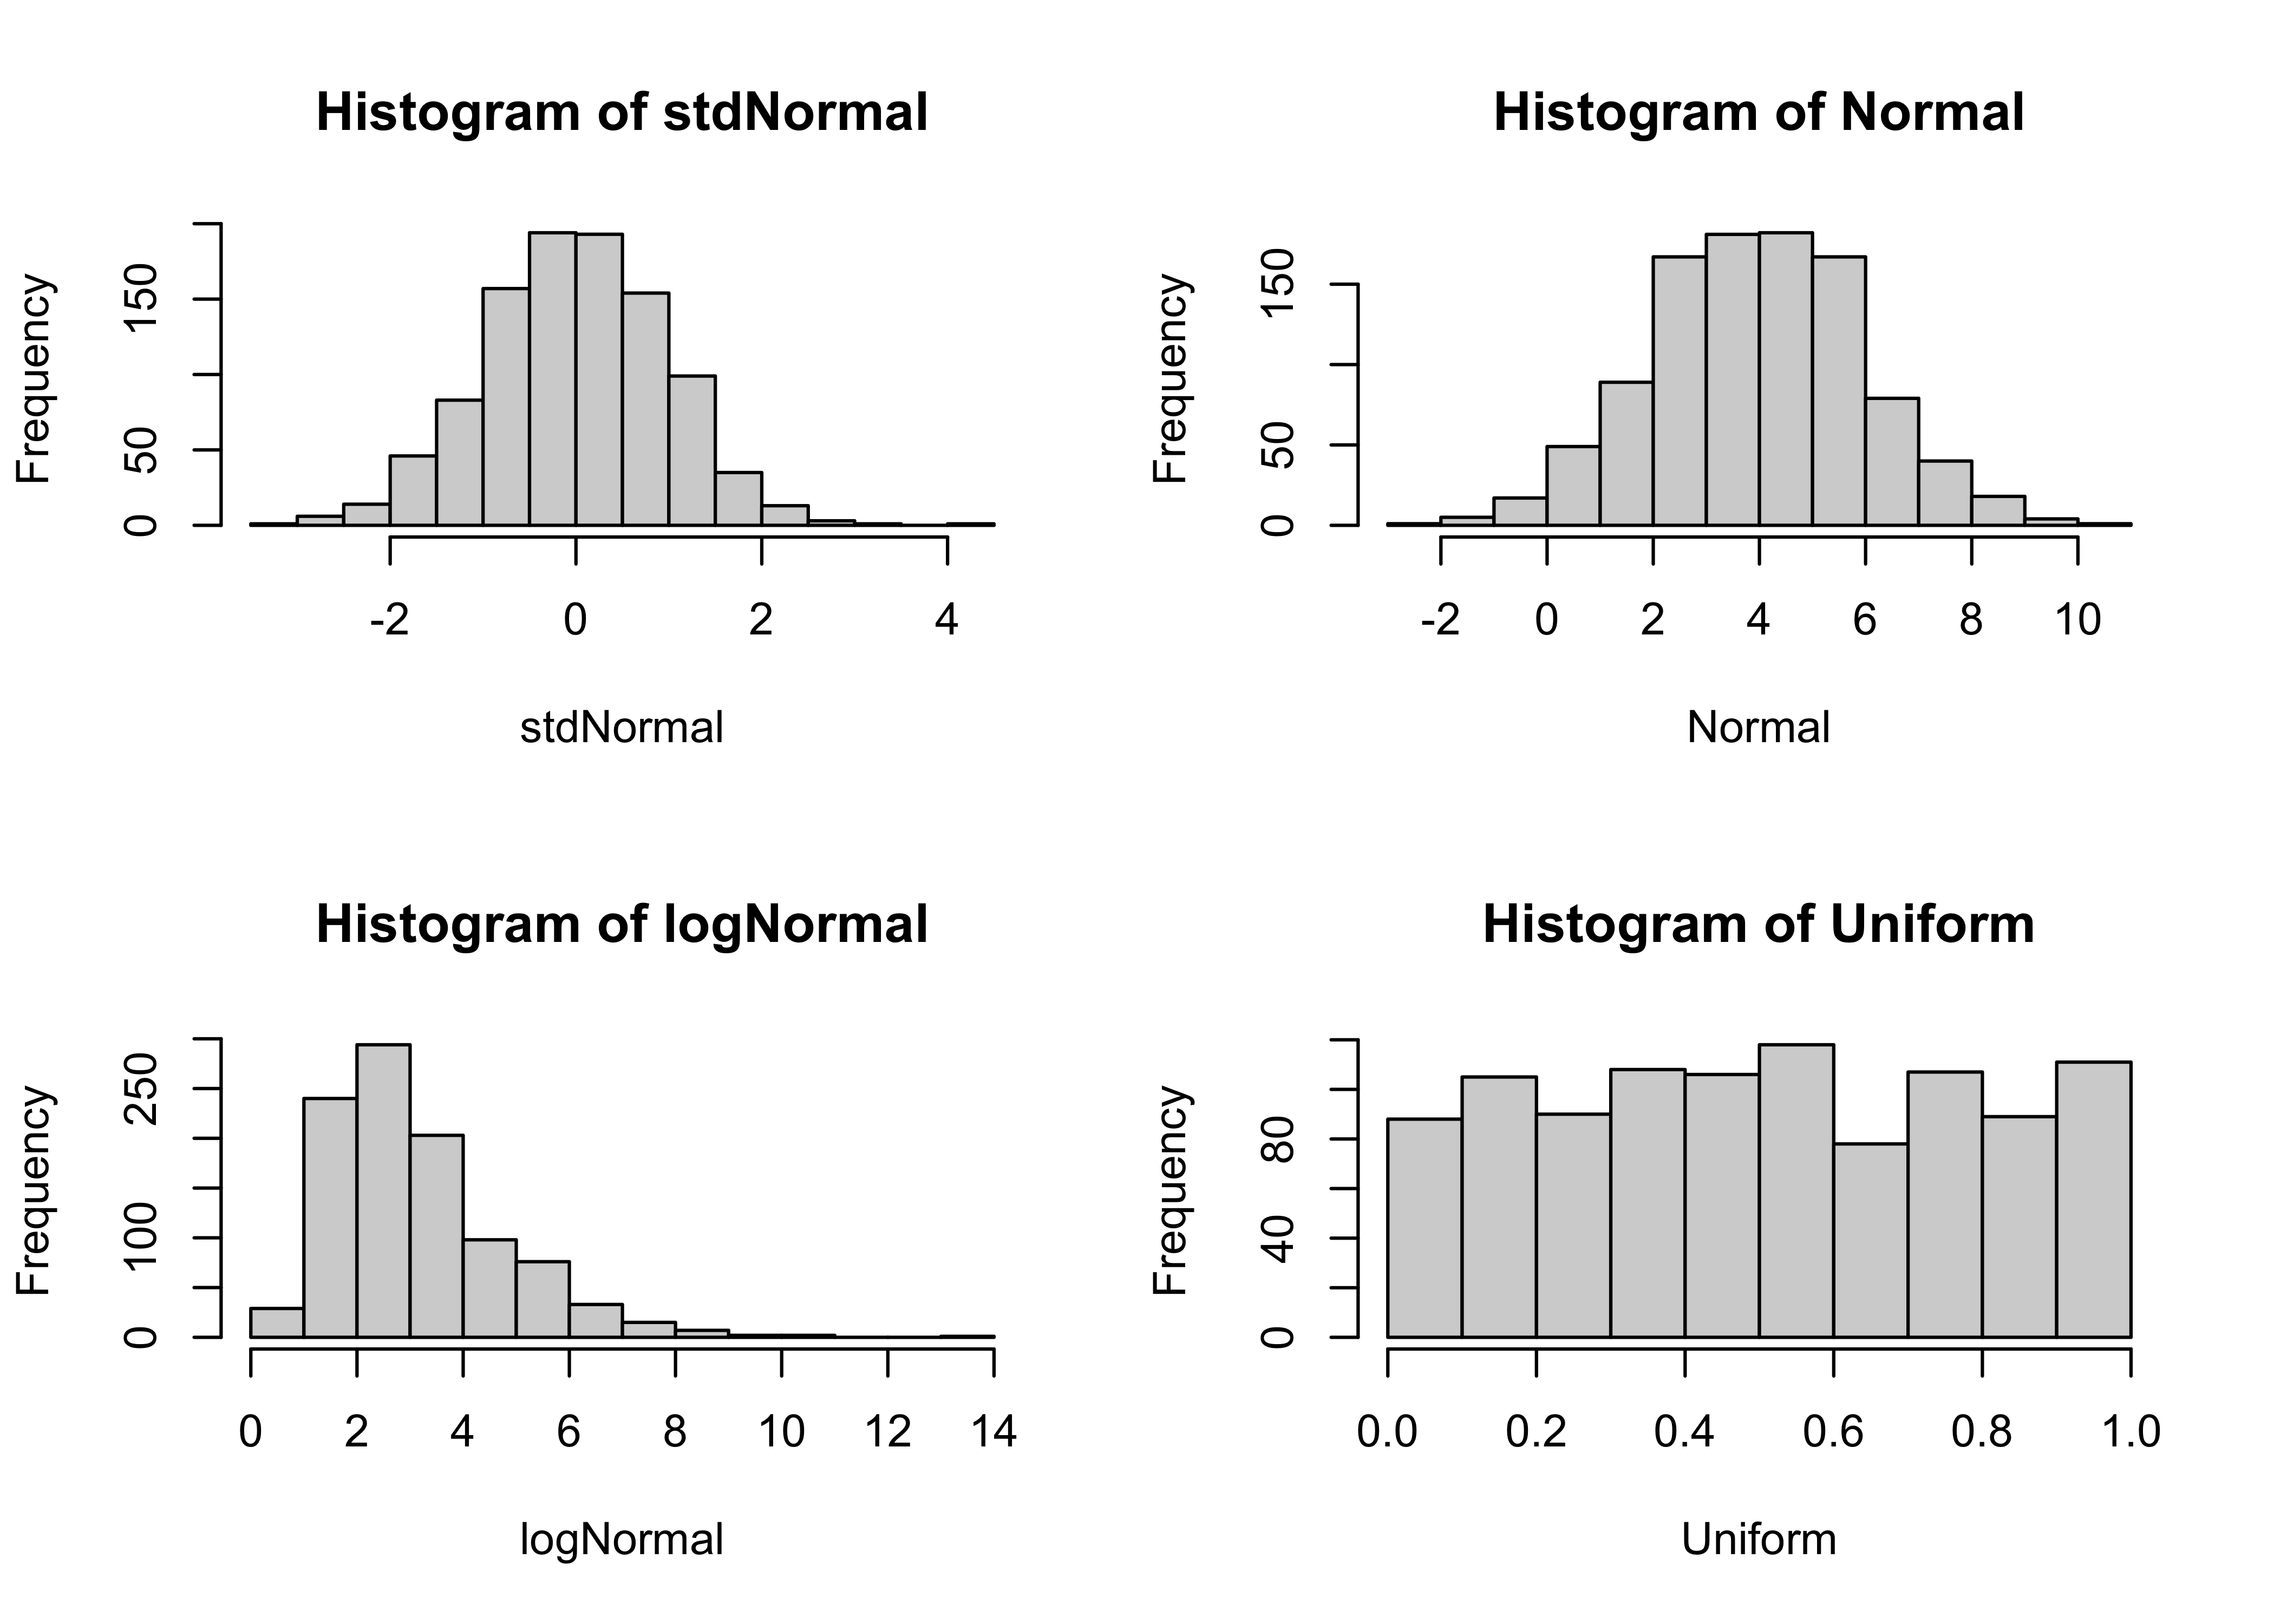 Histogram of stdNormal
Frequency
0 50 150
-2 0 2 4
stdNormal
Histogram of Normal
Frequency
0 50 150
-2 0 2 4 6 8 10
Normal
Histogram of logNormal
Frequency
0 100 250
0 2 4 6 8 10 12 14
logNormal
Histogram of Uniform
Frequency
0 40 80
0.0 0.2 0.4 0.6 0.8 1.0
Uniform